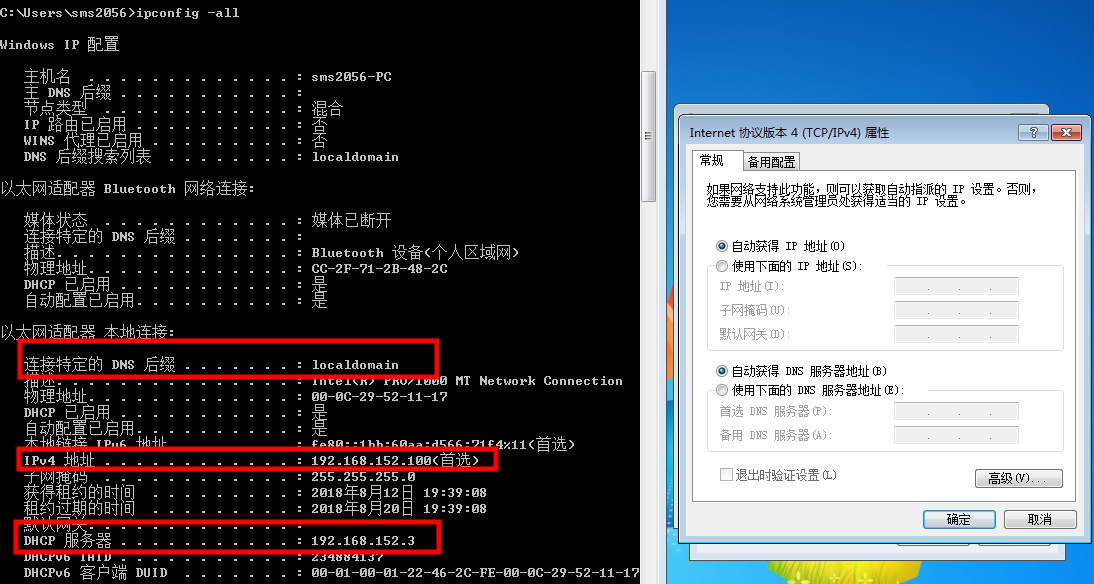 C:\Users\sms2056>ipconfig -all
Windows IP 配置
主机名 . . . . . . . . . . . . . : sms2056-PC
主 DNS 后缀 . . . . . . . . . . . :
节点类型 . . . . . . . . . . . . : 混合
IP 路由已启用 . . . . . . . . . . : 否
WINS 代理已启用 . . . . . . . . . : 否
DNS 后缀搜索列表 . . . . . . . . : localdomain
以太网适配器 Bluetooth 网络连接:
媒体状态 . . . . . . . . . . . . : 媒体已断开
连接特定的 DNS 后缀 . . . . . . . :
描述. . . . . . . . . . . . . . . : Bluetooth 设备(个人区域网)
物理地址. . . . . . . . . . . . . : CC-2F-71-2B-48-2C
DHCP 已启用 . . . . . . . . . . . : 是
自动配置已启用. . . . . . . . . . : 是
以太网适配器 本地连接:
连接特定的 DNS 后缀 . . . . . . . : localdomain
描述. . . . . . . . . . . . . . . : Intel(R) PRO/1000 MT Network Connection
物理地址. . . . . . . . . . . . . : 00-0C-29-52-11-17
DHCP 已启用 . . . . . . . . . . . : 是
自动配置已启用. . . . . . . . . . : 是
本地链接 IPv6 地址. . . . . . . . : fe80::1bb:60aa:d566:71f4%11(首选)
IPv4 地址 . . . . . . . . . . . . : 192.168.152.100(首选)
子网掩码 . . . . . . . . . . . . : 255.255.255.0
获得租约的时间 . . . . . . . . . : 2018年8月12日 19:39:08
租约过期的时间 . . . . . . . . . : 2018年8月20日 19:39:08
默认网关. . . . . . . . . . . . . :
DHCP 服务器 . . . . . . . . . . . : 192.168.152.3
DHCPv6 IAID . . . . . . . . . . . : 234884137
DHCPv6 客户端 DUID . . . . . . . : 00-01-00-01-22-46-2C-FE-00-0C-29-52-11-17
Internet 协议版本 4 (TCP/IPv4) 属性
常规
备用配置
如果网络支持此功能，则可以获取自动指派的 IP 设置。否则，
您需要从网络系统管理员处获得适当的 IP 设置。
自动获得 IP 地址(O)
使用下面的 IP 地址(S):
IP 地址(I):
子网掩码(U):
默认网关(D):
自动获得 DNS 服务器地址(B)
使用下面的 DNS 服务器地址(E):
首选 DNS 服务器(P):
备用 DNS 服务器(A):
退出时验证设置(L)
高级(V)...
确定
取消